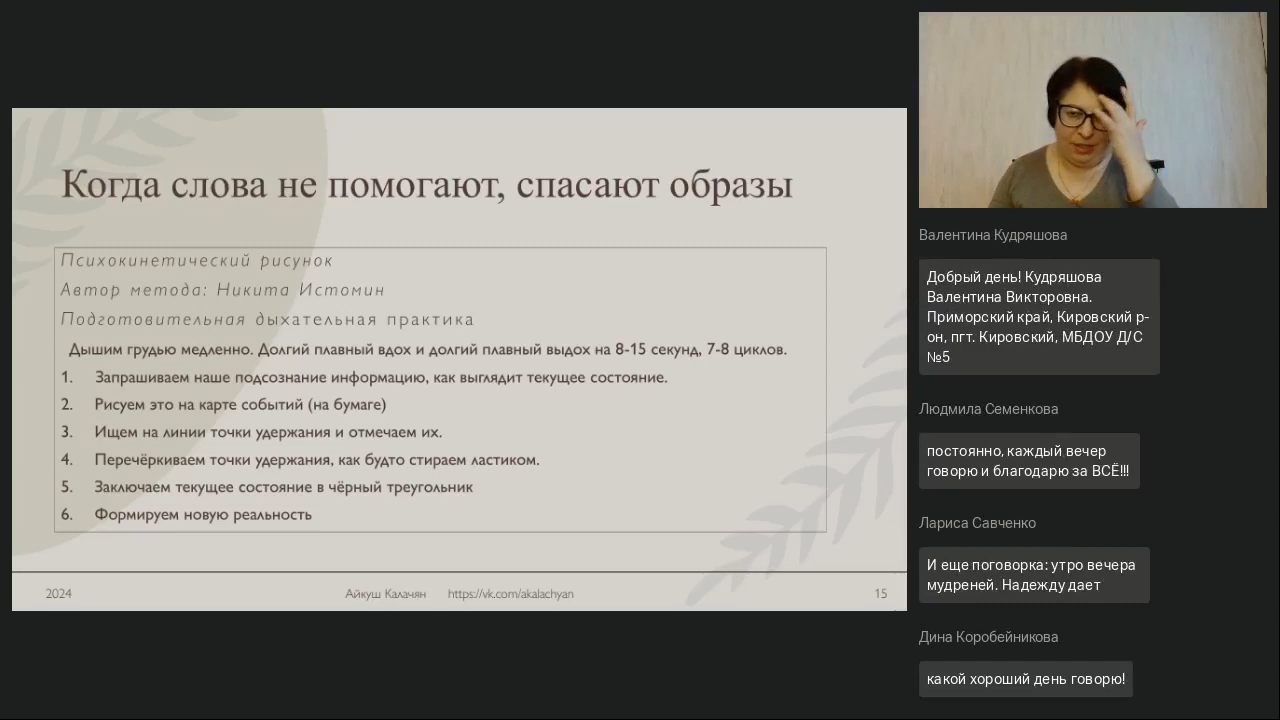 Когда слова не помогают, спасают образы
Психокинетический рисунок
Автор метода: Никита Истомин
Подготовительная дыхательная практика
Дышим грудью медленно. Долгий плавный вдох и долгий плавный выдох на 8-15 секунд, 7-8 циклов.
1. Запрашиваем наше подсознание информацию, как выглядит текущее состояние.
2. Рисуем это на карте событий (на бумаге)
3. Ищем на линии точки удержания и отмечаем их.
4. Перечёркиваем точки удержания, как будто стираем ластиком.
5. Заключаем текущее состояние в чёрный треугольник
6. Формируем новую реальность
2024 Айкуш Калачян https://vk.com/akalachyan 15
Валентина Кудряшова
Добрый день! Кудряшова
Валентина Викторовна.
Приморский край, Кировский р-
он, пгт. Кировский, МБДОУ Д/С
№5
Людмила Семенкова
постоянно, каждый вечер
говорю и благодарю за ВСЁ!!!
Лариса Савченко
И еще поговорка: утро вечера
мудреней. Надежду дает
Дина Коробейникова
какой хороший день говорю!